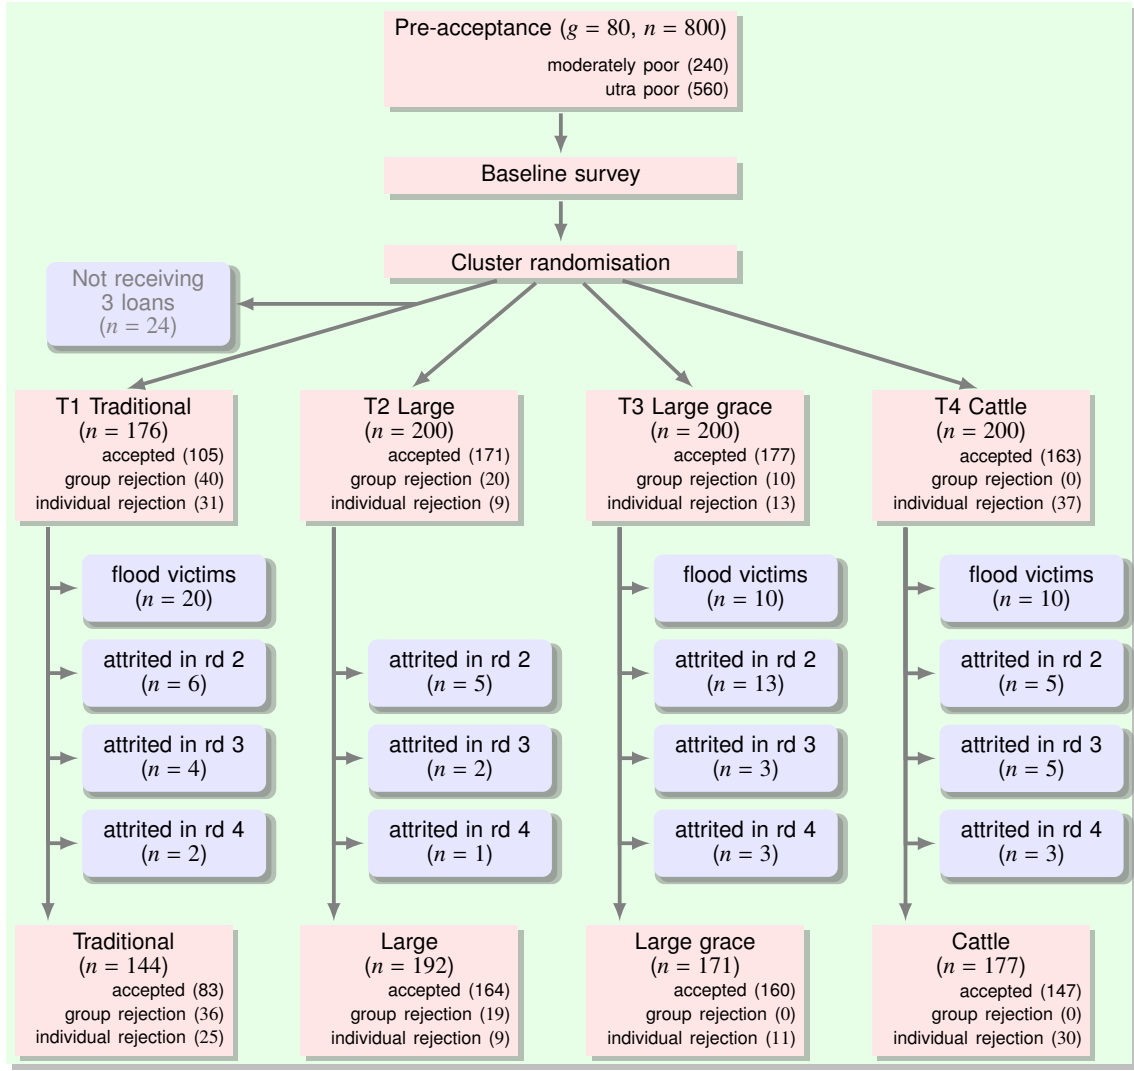 Pre-acceptance (g = 80, n = 800)
moderately poor (240)
utra poor (560)
Baseline survey
Cluster randomisation
Not receiving
3 loans
(n = 24)
T1 Traditional
(n = 176)
accepted (105)
group rejection (40)
individual rejection (31)
T2 Large
(n = 200)
accepted (171)
group rejection (20)
individual rejection (9)
T3 Large grace
(n = 200)
accepted (177)
group rejection (10)
individual rejection (13)
T4 Cattle
(n = 200)
accepted (163)
group rejection (0)
individual rejection (37)
flood victims
(n = 20)
attrited in rd 2
(n = 6)
attrited in rd 3
(n = 4)
attrited in rd 4
(n = 2)
attrited in rd 2
(n = 5)
attrited in rd 3
(n = 2)
attrited in rd 4
(n = 1)
flood victims
(n = 10)
attrited in rd 2
(n = 13)
attrited in rd 3
(n = 3)
attrited in rd 4
(n = 3)
flood victims
(n = 10)
attrited in rd 2
(n = 5)
attrited in rd 3
(n = 5)
attrited in rd 4
(n = 3)
Traditional
(n = 144)
accepted (83)
group rejection (36)
individual rejection (25)
Large
(n = 192)
accepted (164)
group rejection (19)
individual rejection (9)
Large grace
(n = 171)
accepted (160)
group rejection (0)
individual rejection (11)
Cattle
(n = 177)
accepted (147)
group rejection (0)
individual rejection (30)